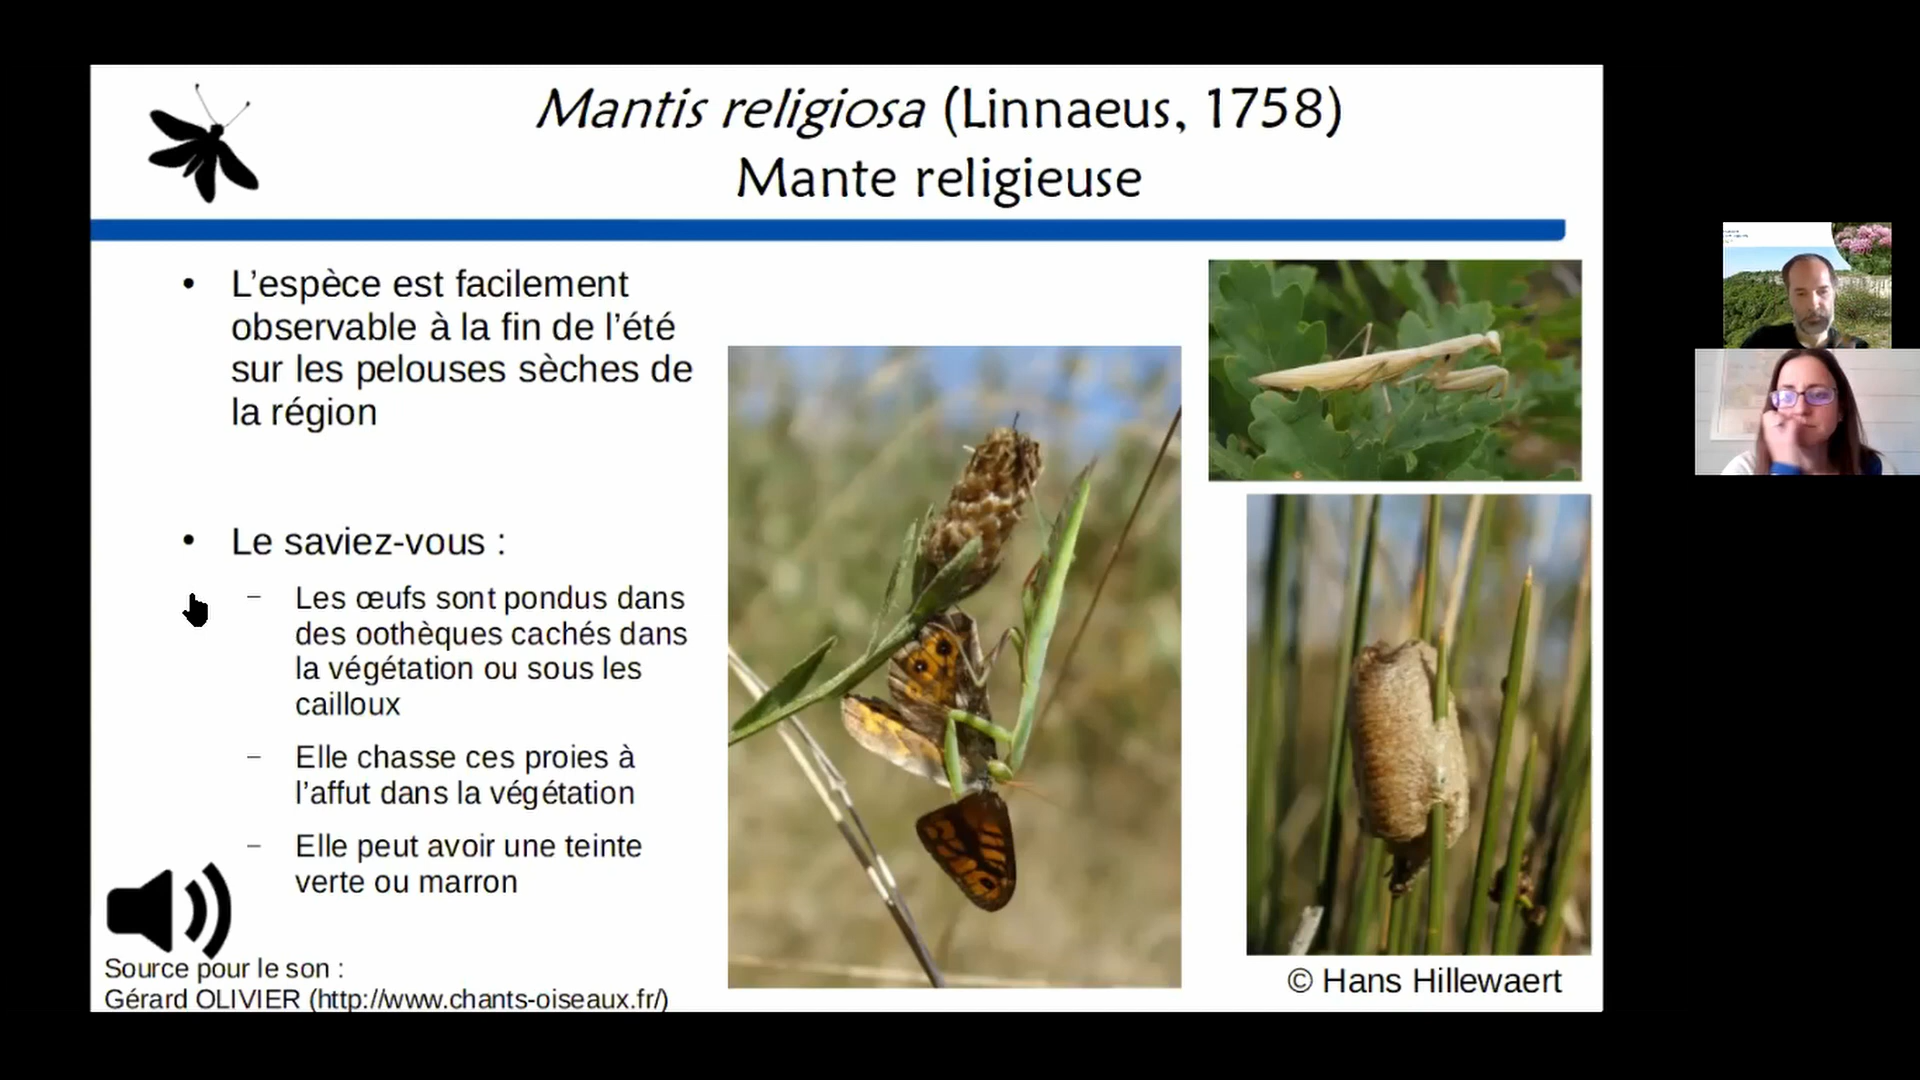 Mantis religiosa (Linnaeus, 1758)
Mante religieuse
• L’espèce est facilement
observable à la fin de l’été
sur les pelouses sèches de
la région
• Le saviez-vous :
– Les œufs sont pondus dans
des oothèques cachés dans
la végétation ou sous les
cailloux
– Elle chasse ces proies à
l’affut dans la végétation
– Elle peut avoir une teinte
verte ou marron
Source pour le son :
Gérard OLIVIER (http://www.chants-oiseaux.fr/)
© Hans Hillewaert